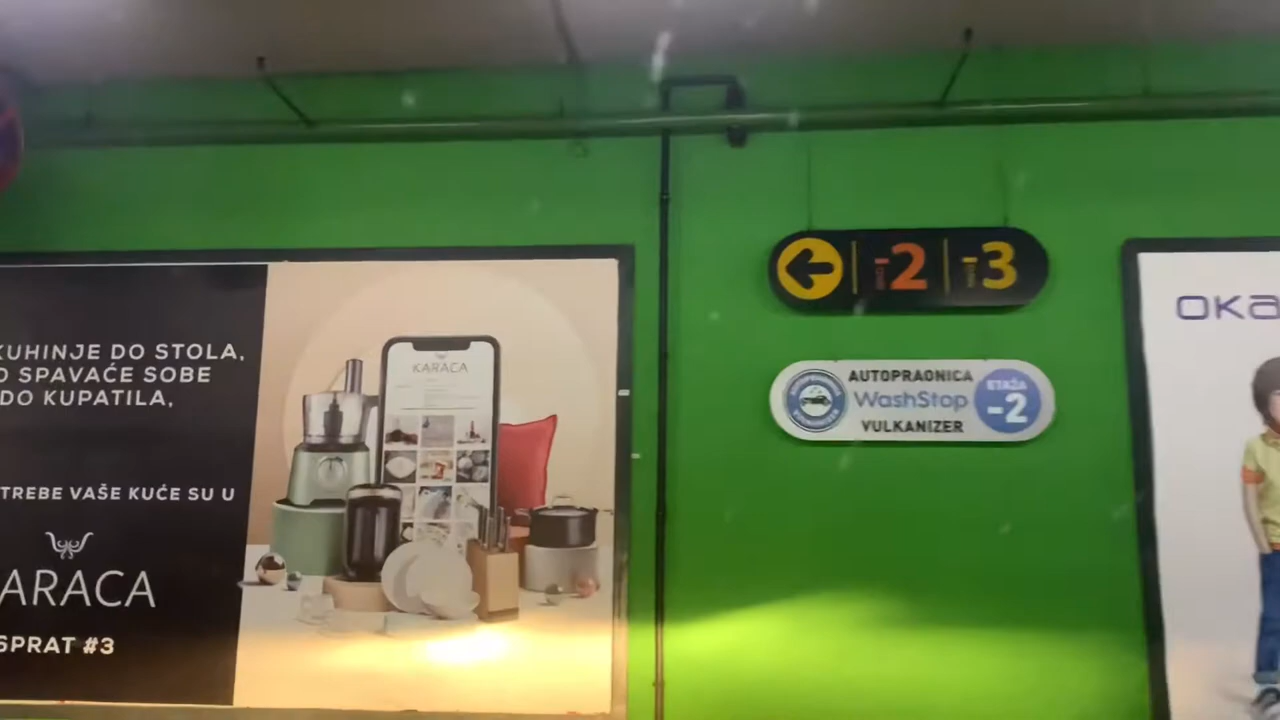 KUHINJE DO STOLA,
SPAVAĆE SOBE
DO KUPATILA,
TREBE VAŠE KUĆE SU U
KARACA
SPRAT #3
KARACA
-2
-3
AUTOPRAONICA
WashStop
VULKANIZER
ETAŽA
-2
OKA